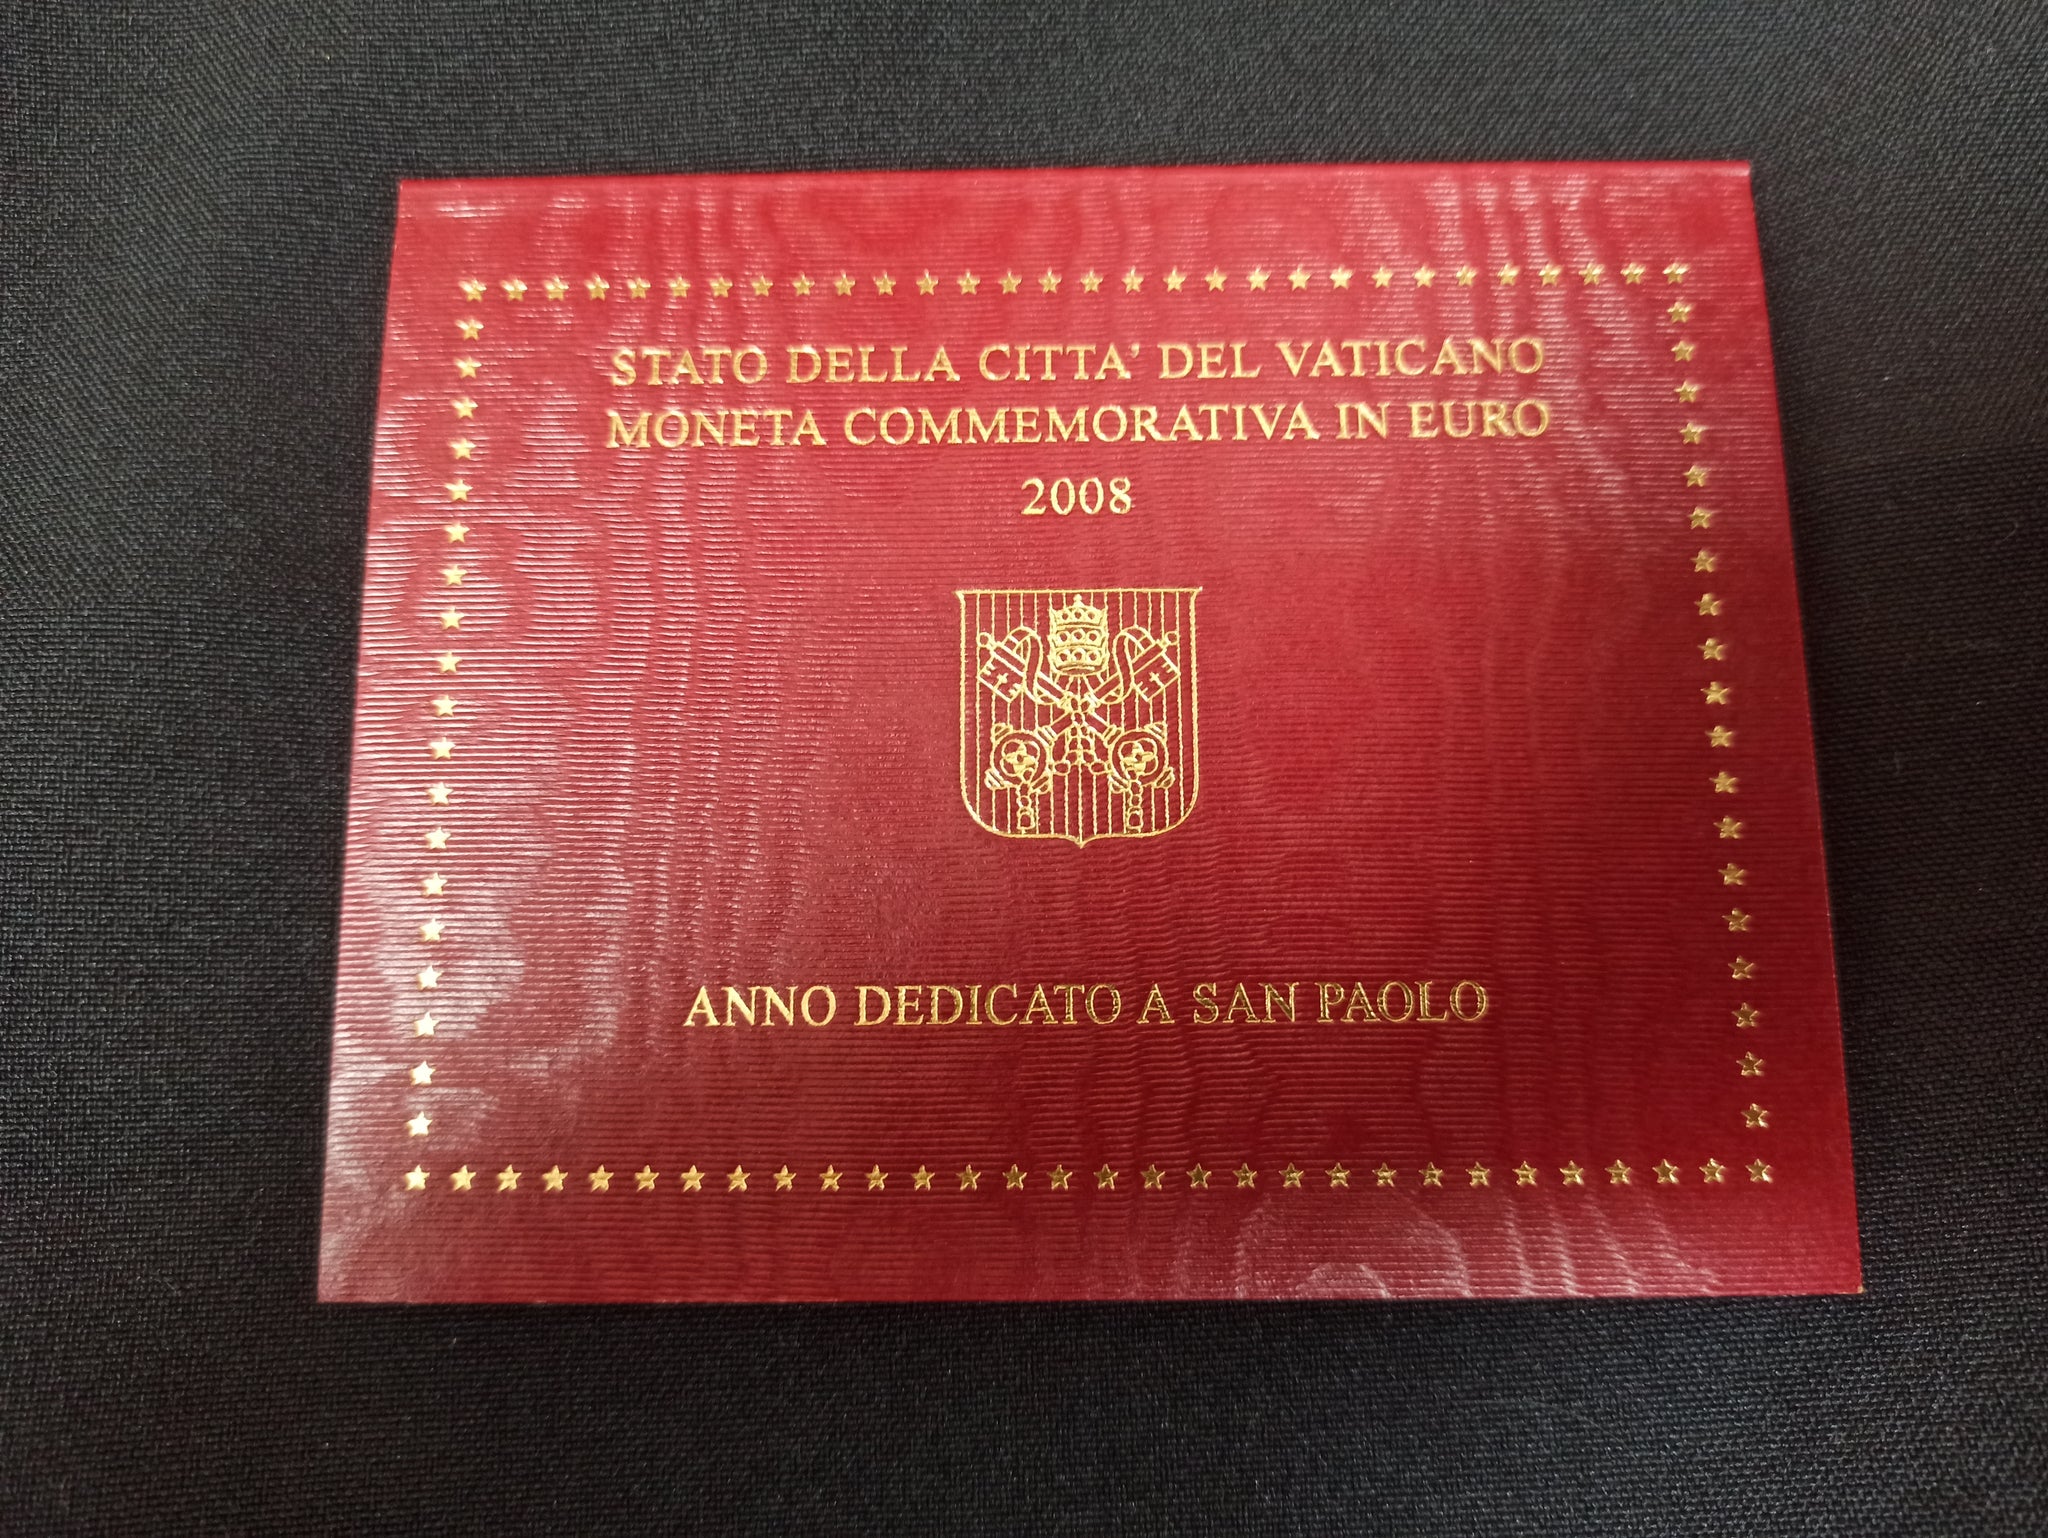 STATO DELLA CITTA' DEL VATICANO
MONETA COMMEMORATIVA IN EURO
2008
ANNO DEDICATO A SAN PAOLO